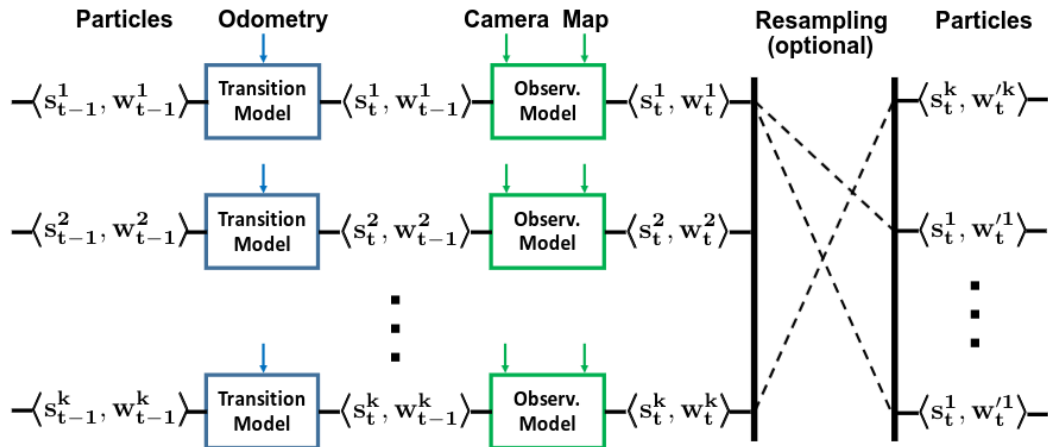 Particles Odometry Camera Map Resampling Particles
(optional)
⟨s¹ₜ₋₁, w¹ₜ₋₁⟩ Transition Model ⟨s¹ₜ, w¹ₜ₋₁⟩ Observ. Model ⟨s¹ₜ, w¹ₜ⟩ ⟨sᵏₜ, w′ᵏₜ⟩
⟨s²ₜ₋₁, w²ₜ₋₁⟩ Transition Model ⟨s²ₜ, w²ₜ₋₁⟩ Observ. Model ⟨s²ₜ, w²ₜ⟩ ⟨s¹ₜ, w′¹ₜ⟩
⟨sᵏₜ₋₁, wᵏₜ₋₁⟩ Transition Model ⟨sᵏₜ, wᵏₜ₋₁⟩ Observ. Model ⟨sᵏₜ, wᵏₜ⟩ ⟨s¹ₜ, w′¹ₜ⟩